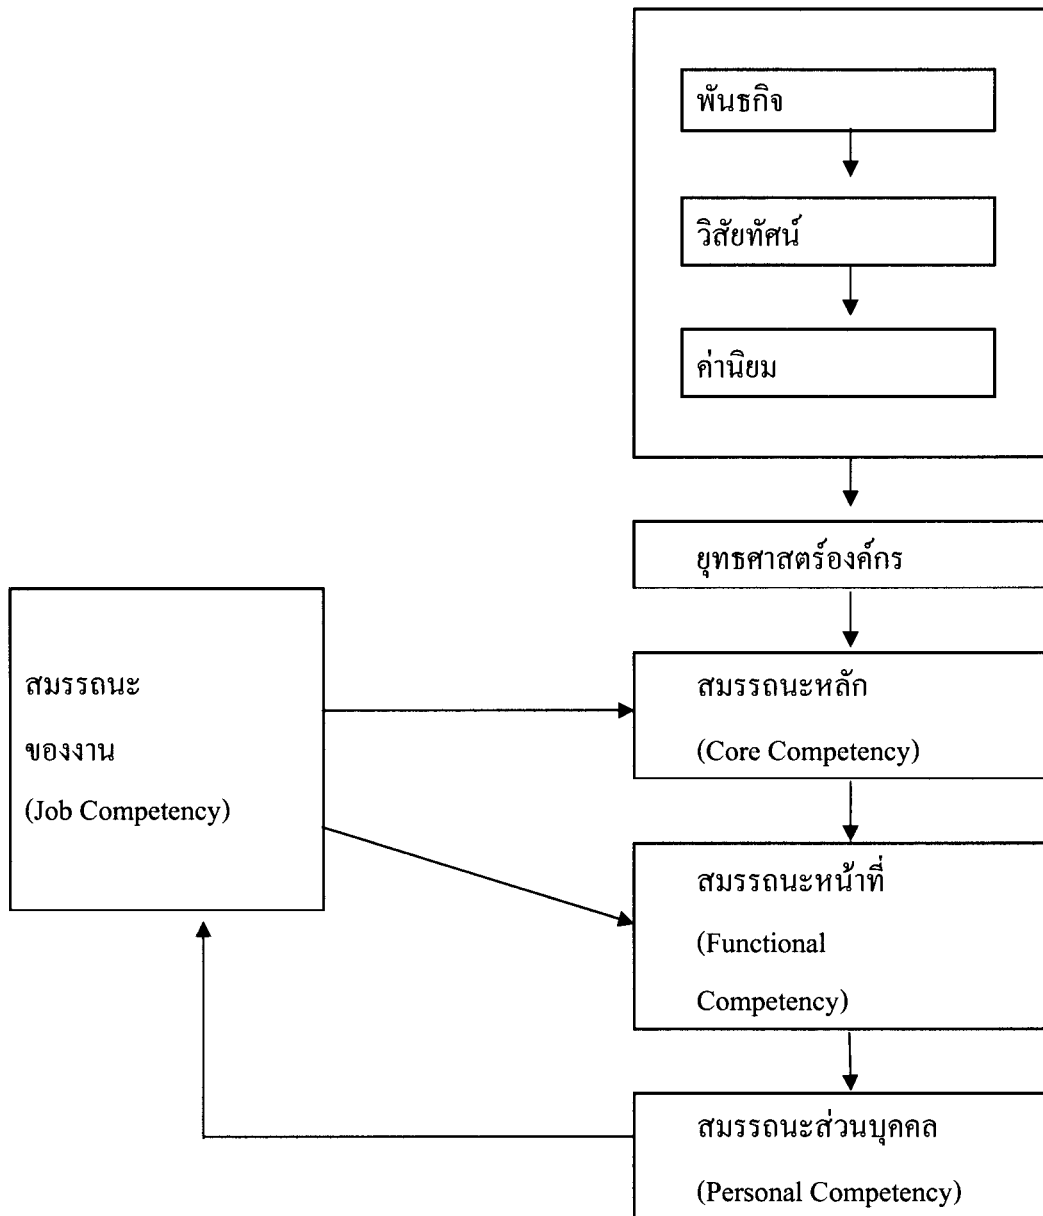 พันธกิจ
วิสัยทัศน์
ค่านิยม
ยุทธศาสตร์องค์กร
สมรรถนะ
ของงาน
(Job Competency)
สมรรถนะหลัก
(Core Competency)
สมรรถนะหน้าที่
(Functional
Competency)
สมรรถนะส่วนบุคคล
(Personal Competency)